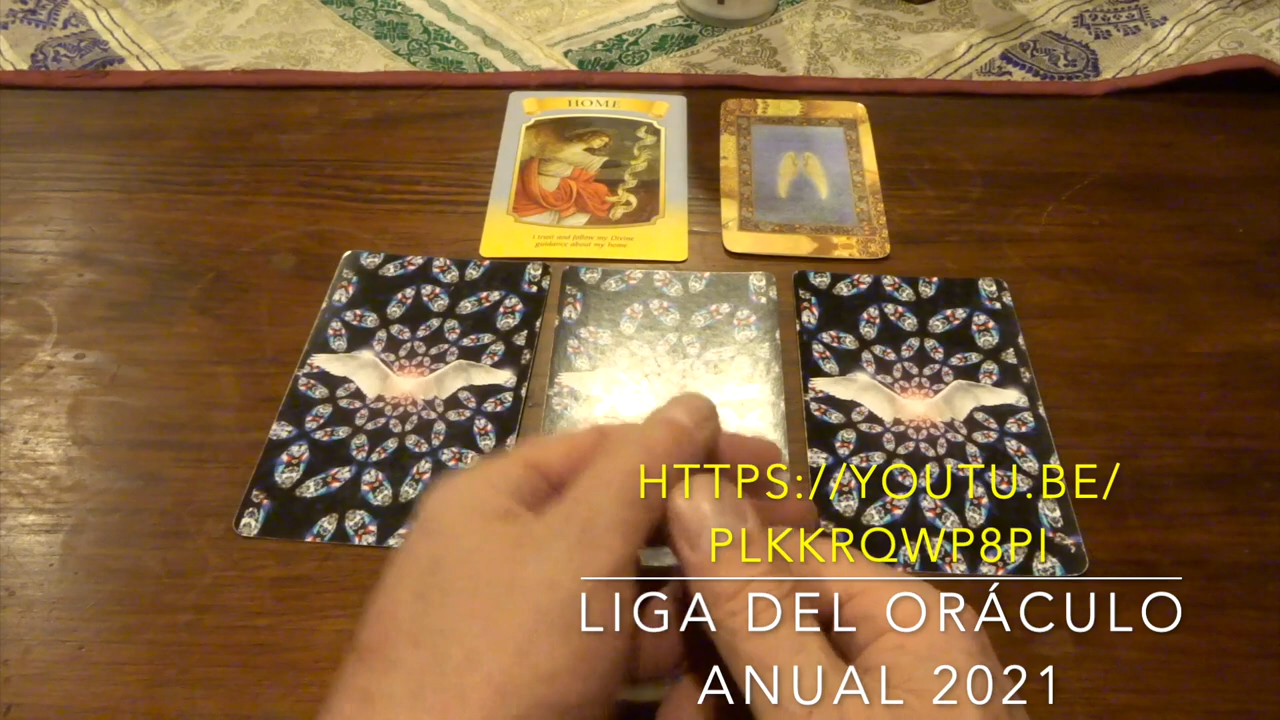 HOME
I trust and follow my Divine
guidance about my home.
HTTPS://YOUTU.BE/
PLKKRQWP8PI
LIGA DEL ORÁCULO
ANUAL 2021